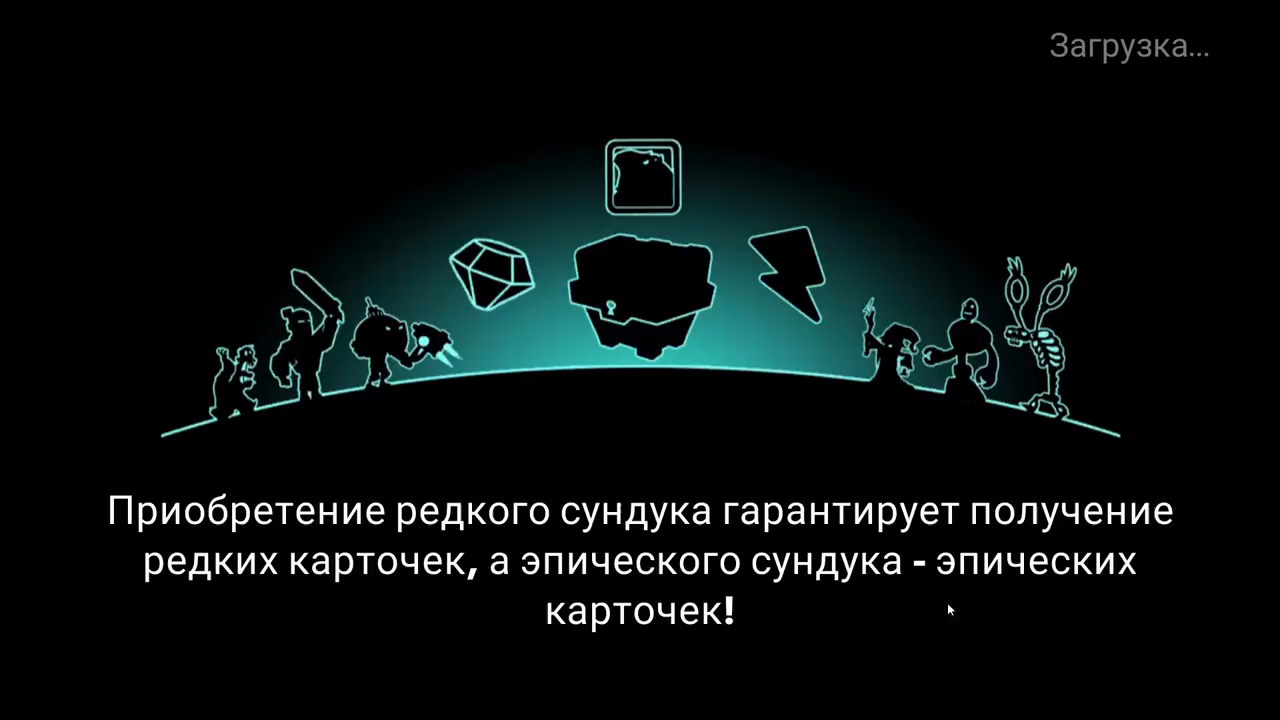 Загрузка...
Приобретение редкого сундука гарантирует получение
редких карточек, а эпического сундука - эпических
карточек!